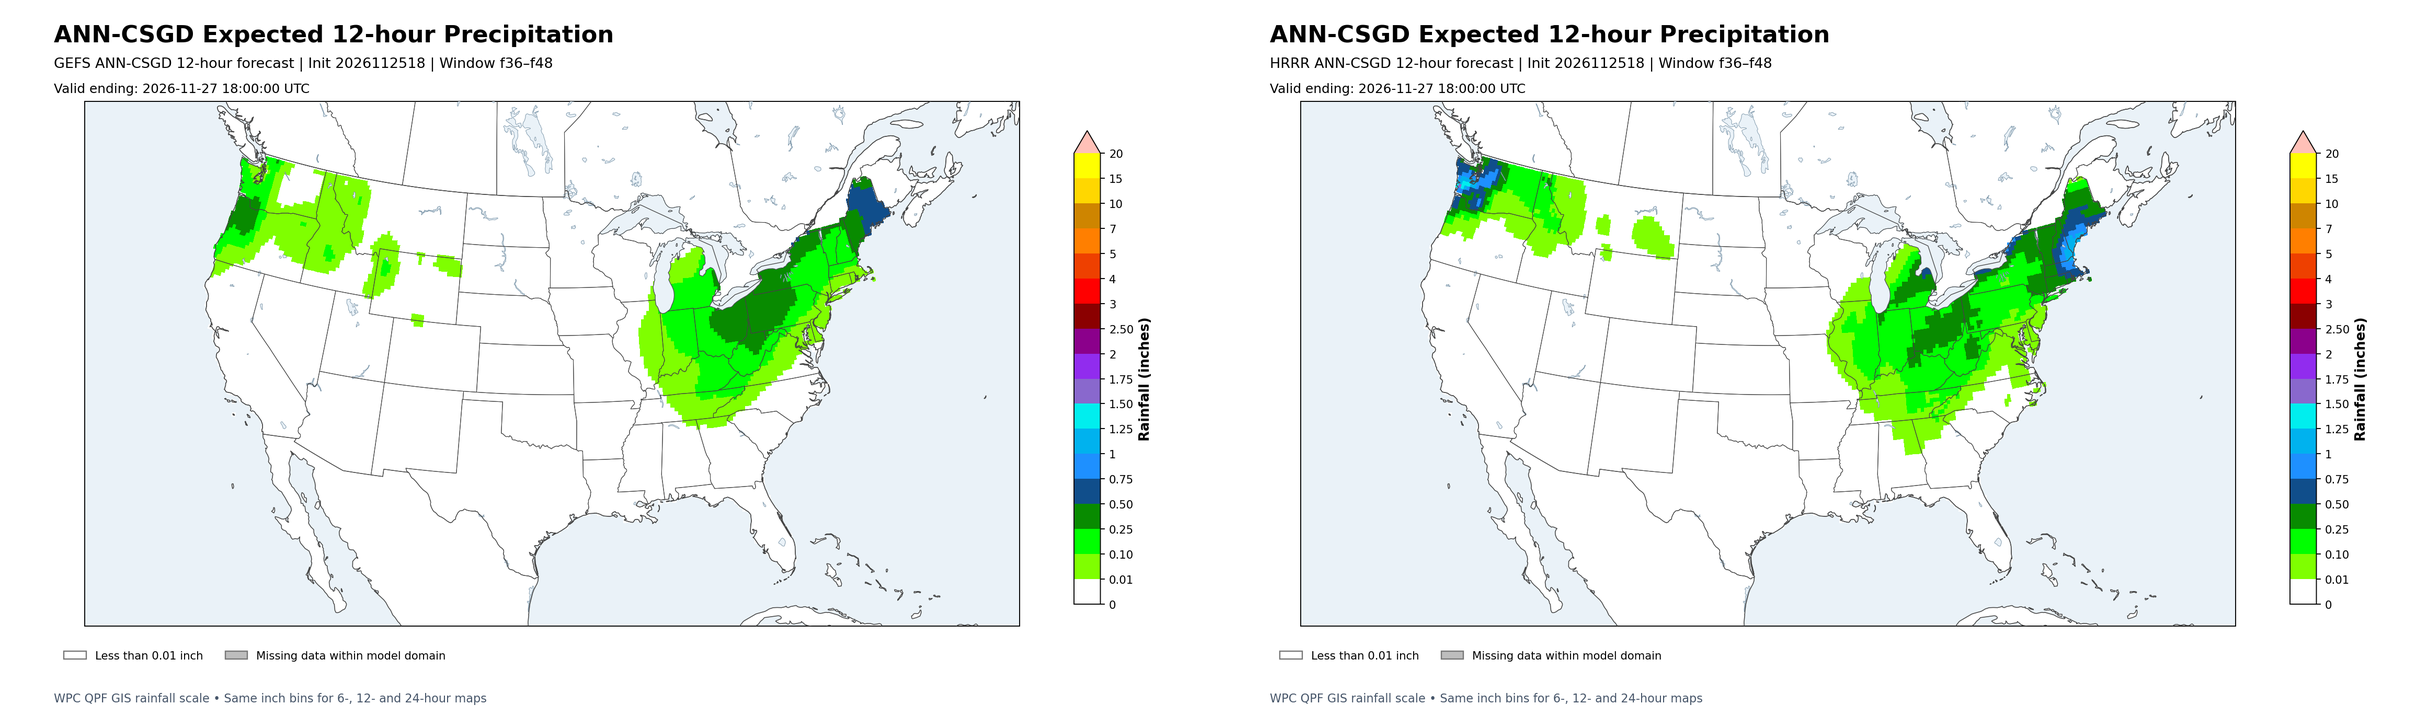 ANN-CSGD Expected 12-hour Precipitation
GEFS ANN-CSGD 12-hour forecast | Init 2026112518 | Window f36–f48
Valid ending: 2026-11-27 18:00:00 UTC
20
15
10
7
5
4
3
2.50
2
1.75
1.50
1.25
1
0.75
0.50
0.25
0.10
0.01
0
Rainfall (inches)
Less than 0.01 inch
Missing data within model domain
WPC QPF GIS rainfall scale • Same inch bins for 6-, 12- and 24-hour maps
ANN-CSGD Expected 12-hour Precipitation
HRRR ANN-CSGD 12-hour forecast | Init 2026112518 | Window f36–f48
Valid ending: 2026-11-27 18:00:00 UTC
20
15
10
7
5
4
3
2.50
2
1.75
1.50
1.25
1
0.75
0.50
0.25
0.10
0.01
0
Rainfall (inches)
Less than 0.01 inch
Missing data within model domain
WPC QPF GIS rainfall scale • Same inch bins for 6-, 12- and 24-hour maps